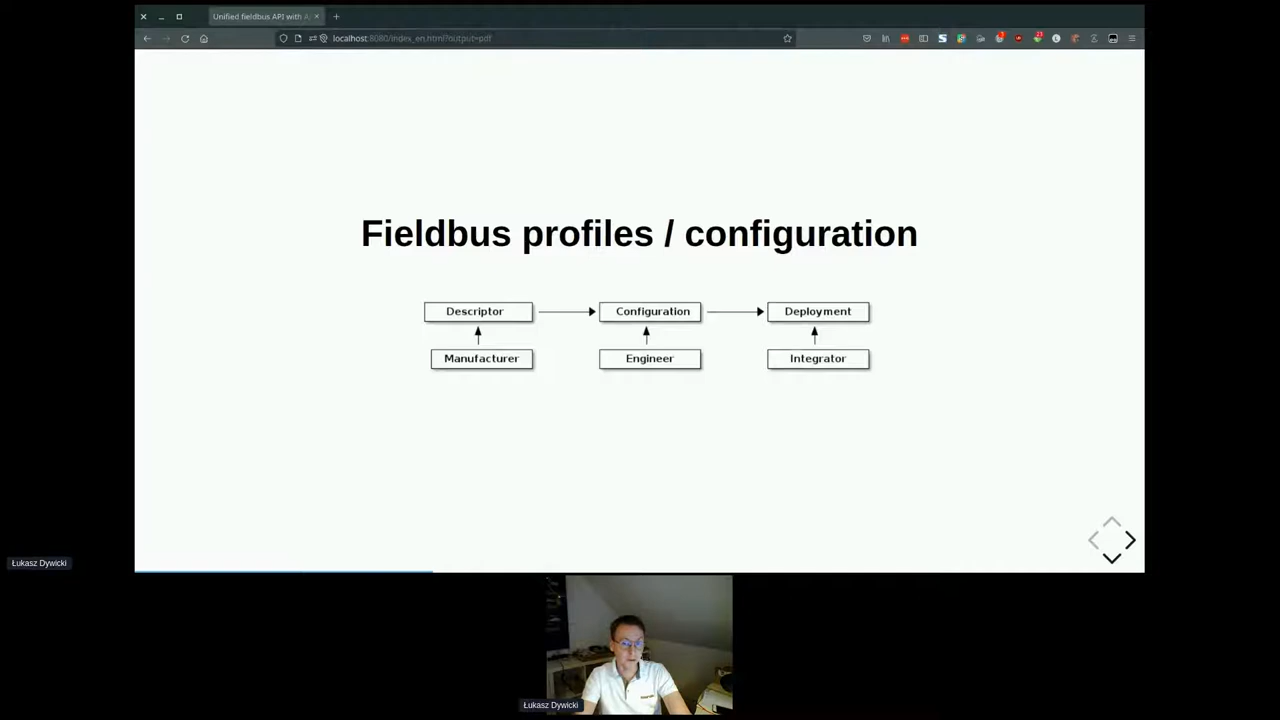 Unified fieldbus API with A
localhost:8080/index_en.html?output=pdf
Fieldbus profiles / configuration
Descriptor
Configuration
Deployment
Manufacturer
Engineer
Integrator
Łukasz Dywicki
Łukasz Dywicki